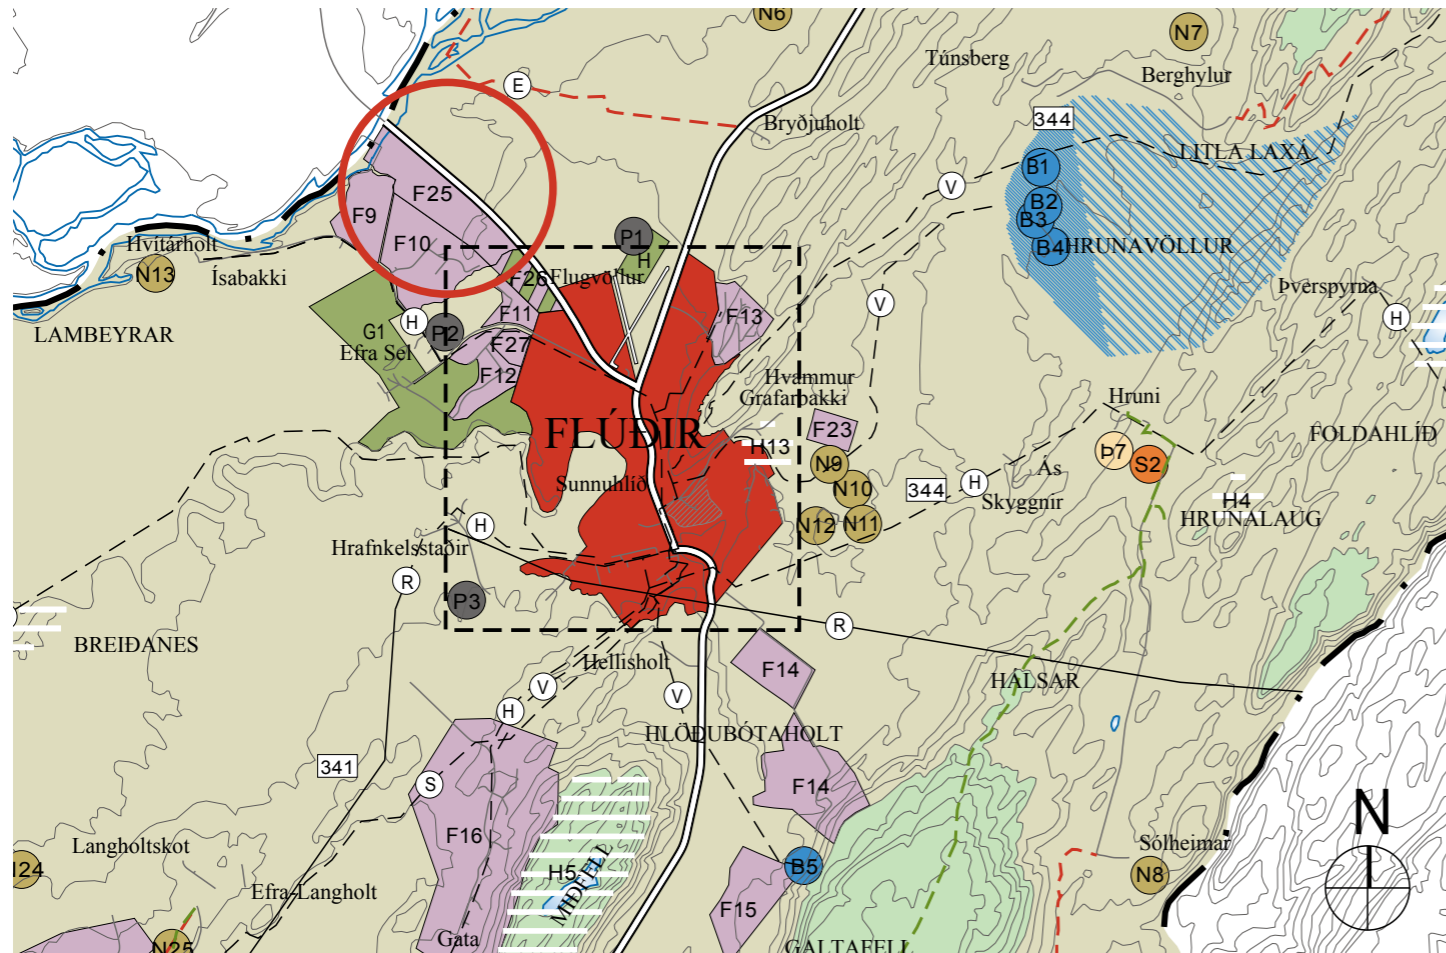 N6
N7
Túnsberg
Berghylur
E
Bryðjuholt
344
LITLA LAXÁ
B1
V
F25
B2
F9
B3
P1
F10
B4
HRUNAVÖLLUR
Hvítárholt
H
N13
Ísabakki
F26
Flugvöllur
Þverspyrna
V
F11
F13
H
G1
H
P2
LAMBEYRAR
Efra Sel
F27
F12
Hvammur
Grafarbakki
Hruni
FLÚÐIR
F23
FOLDAHLÍÐ
H13
Þ7
S2
N9
Ás
Sunnuhlíð
N10
344
H
Skyggnir
H4
H
N12
N11
HRUNALAUG
Hrafnkelsstaðir
R
P3
R
BREIÐANES
Hellisholt
F14
HÁLSAR
V
V
H
HLÖÐUBÓTAHOLT
341
S
F14
N
F16
Langholtskot
Sólheimar
N24
H5
B5
N8
Efra-Langholt
MIÐFELL
F15
Gata
N25
GALTAFELL